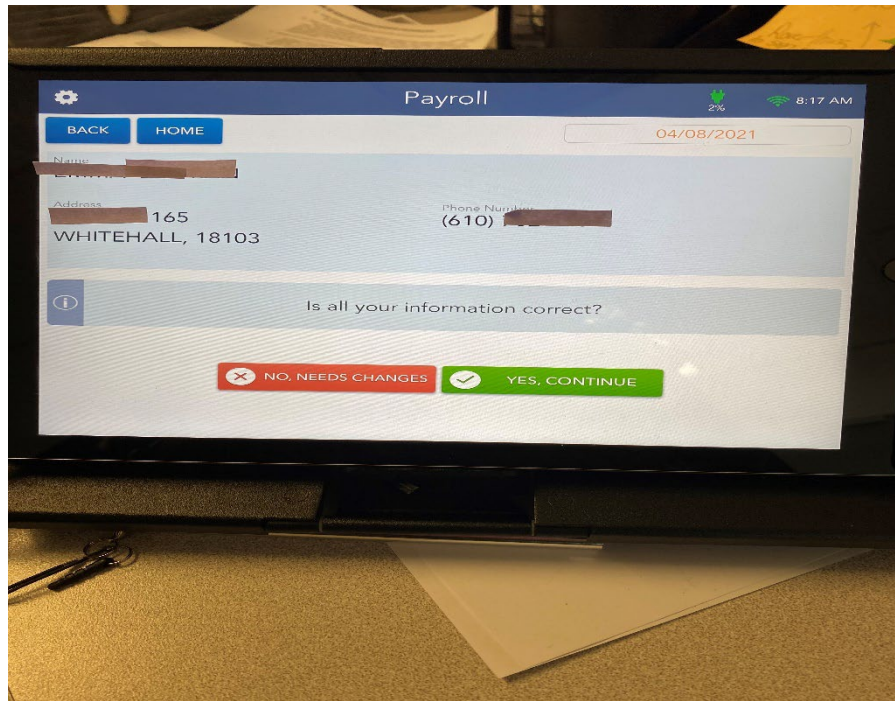 Payroll
2%
8:17 AM
BACK
HOME
04/08/2021
Name
Address
165
WHITEHALL, 18103
Phone Number
(610)
Is all your information correct?
NO, NEEDS CHANGES
YES, CONTINUE